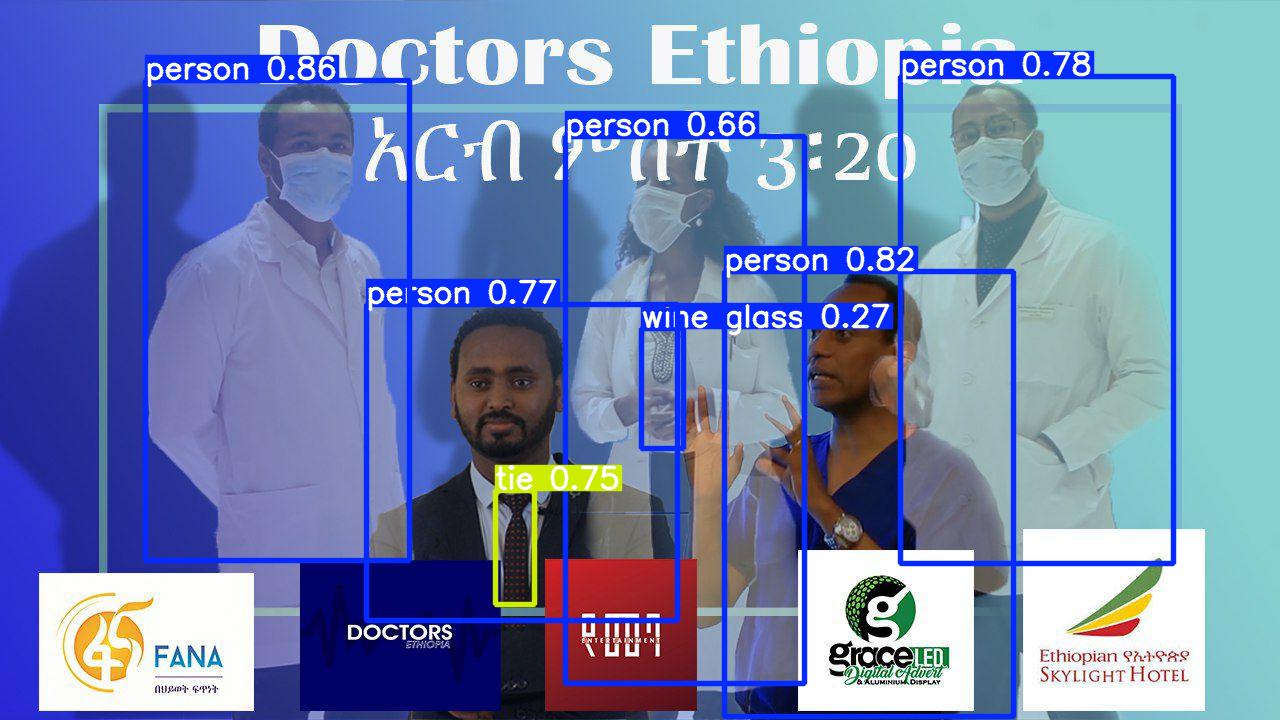 Doctors Ethiopia
person 0.86
person 0.78
አርብ ምሽት 3፡20
person 0.66
person 0.82
person 0.77
wine glass 0.27
tie 0.75
FANA
በህይወት ፍጥነት
DOCTORS
ETHIOPIA
ENTERTAINMENT
g
grace LED
Digital Advert
& ALUMINIUM DISPLAY
Ethiopian የኢትዮጵያ
SKYLIGHT HOTEL